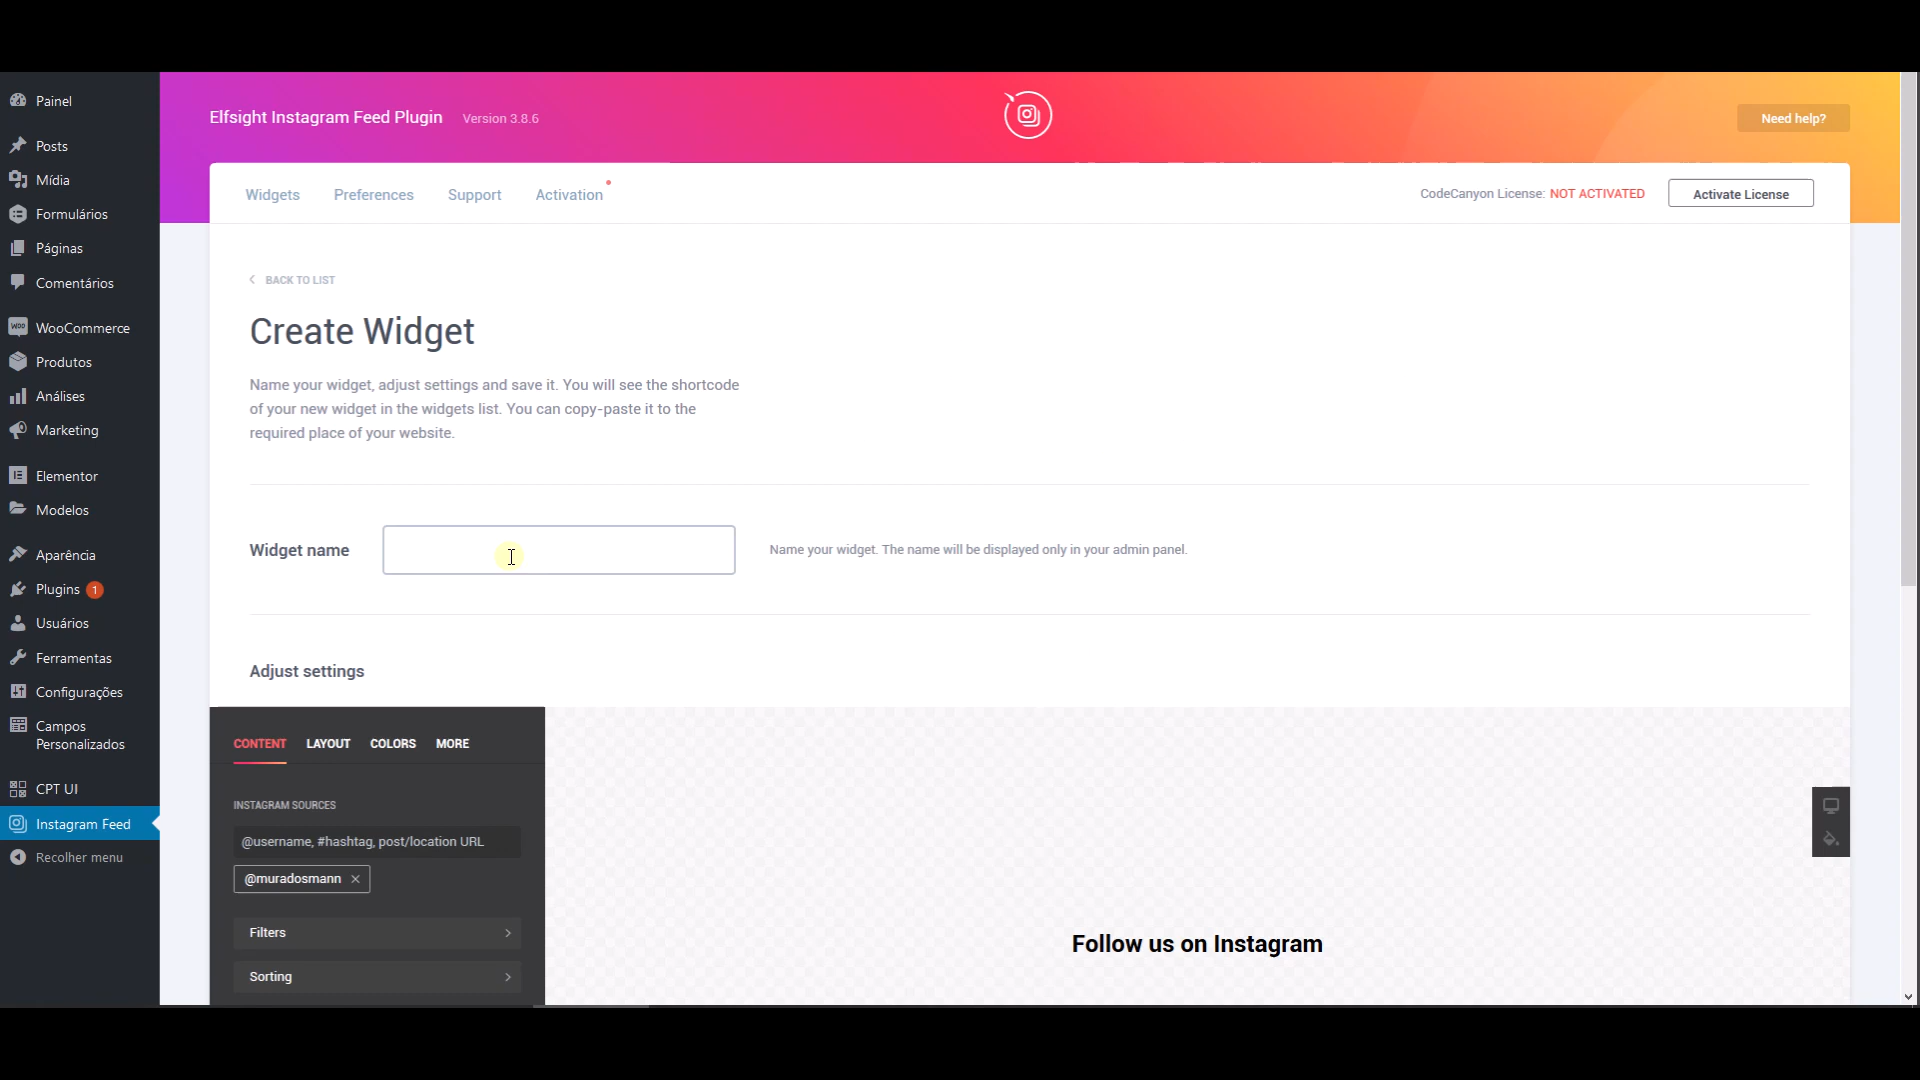 Painel
Posts
Mídia
Formulários
Páginas
Comentários
WooCommerce
Produtos
Análises
Marketing
Elementor
Modelos
Aparência
Plugins 1
Usuários
Ferramentas
Configurações
Campos
Personalizados
CPT UI
Instagram Feed
Recolher menu
Elfsight Instagram Feed Plugin Version 3.8.6
Need help?
Widgets Preferences Support Activation
CodeCanyon License: NOT ACTIVATED Activate License
BACK TO LIST
Create Widget
Name your widget, adjust settings and save it. You will see the shortcode
of your new widget in the widgets list. You can copy-paste it to the
required place of your website.
Widget name
Name your widget. The name will be displayed only in your admin panel.
Adjust settings
CONTENT LAYOUT COLORS MORE
INSTAGRAM SOURCES
@username, #hashtag, post/location URL
@muradosmann
Filters
Sorting
Follow us on Instagram